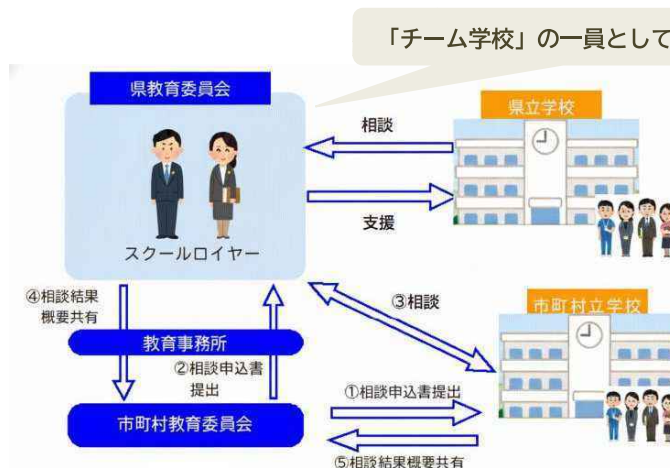 「チーム学校」の一員として
県教育委員会
県立学校
相談
支援
スクールロイヤー
④相談結果
概要共有
③相談
市町村立学校
教育事務所
②相談申込書
提出
①相談申込書提出
市町村教育委員会
⑤相談結果概要共有